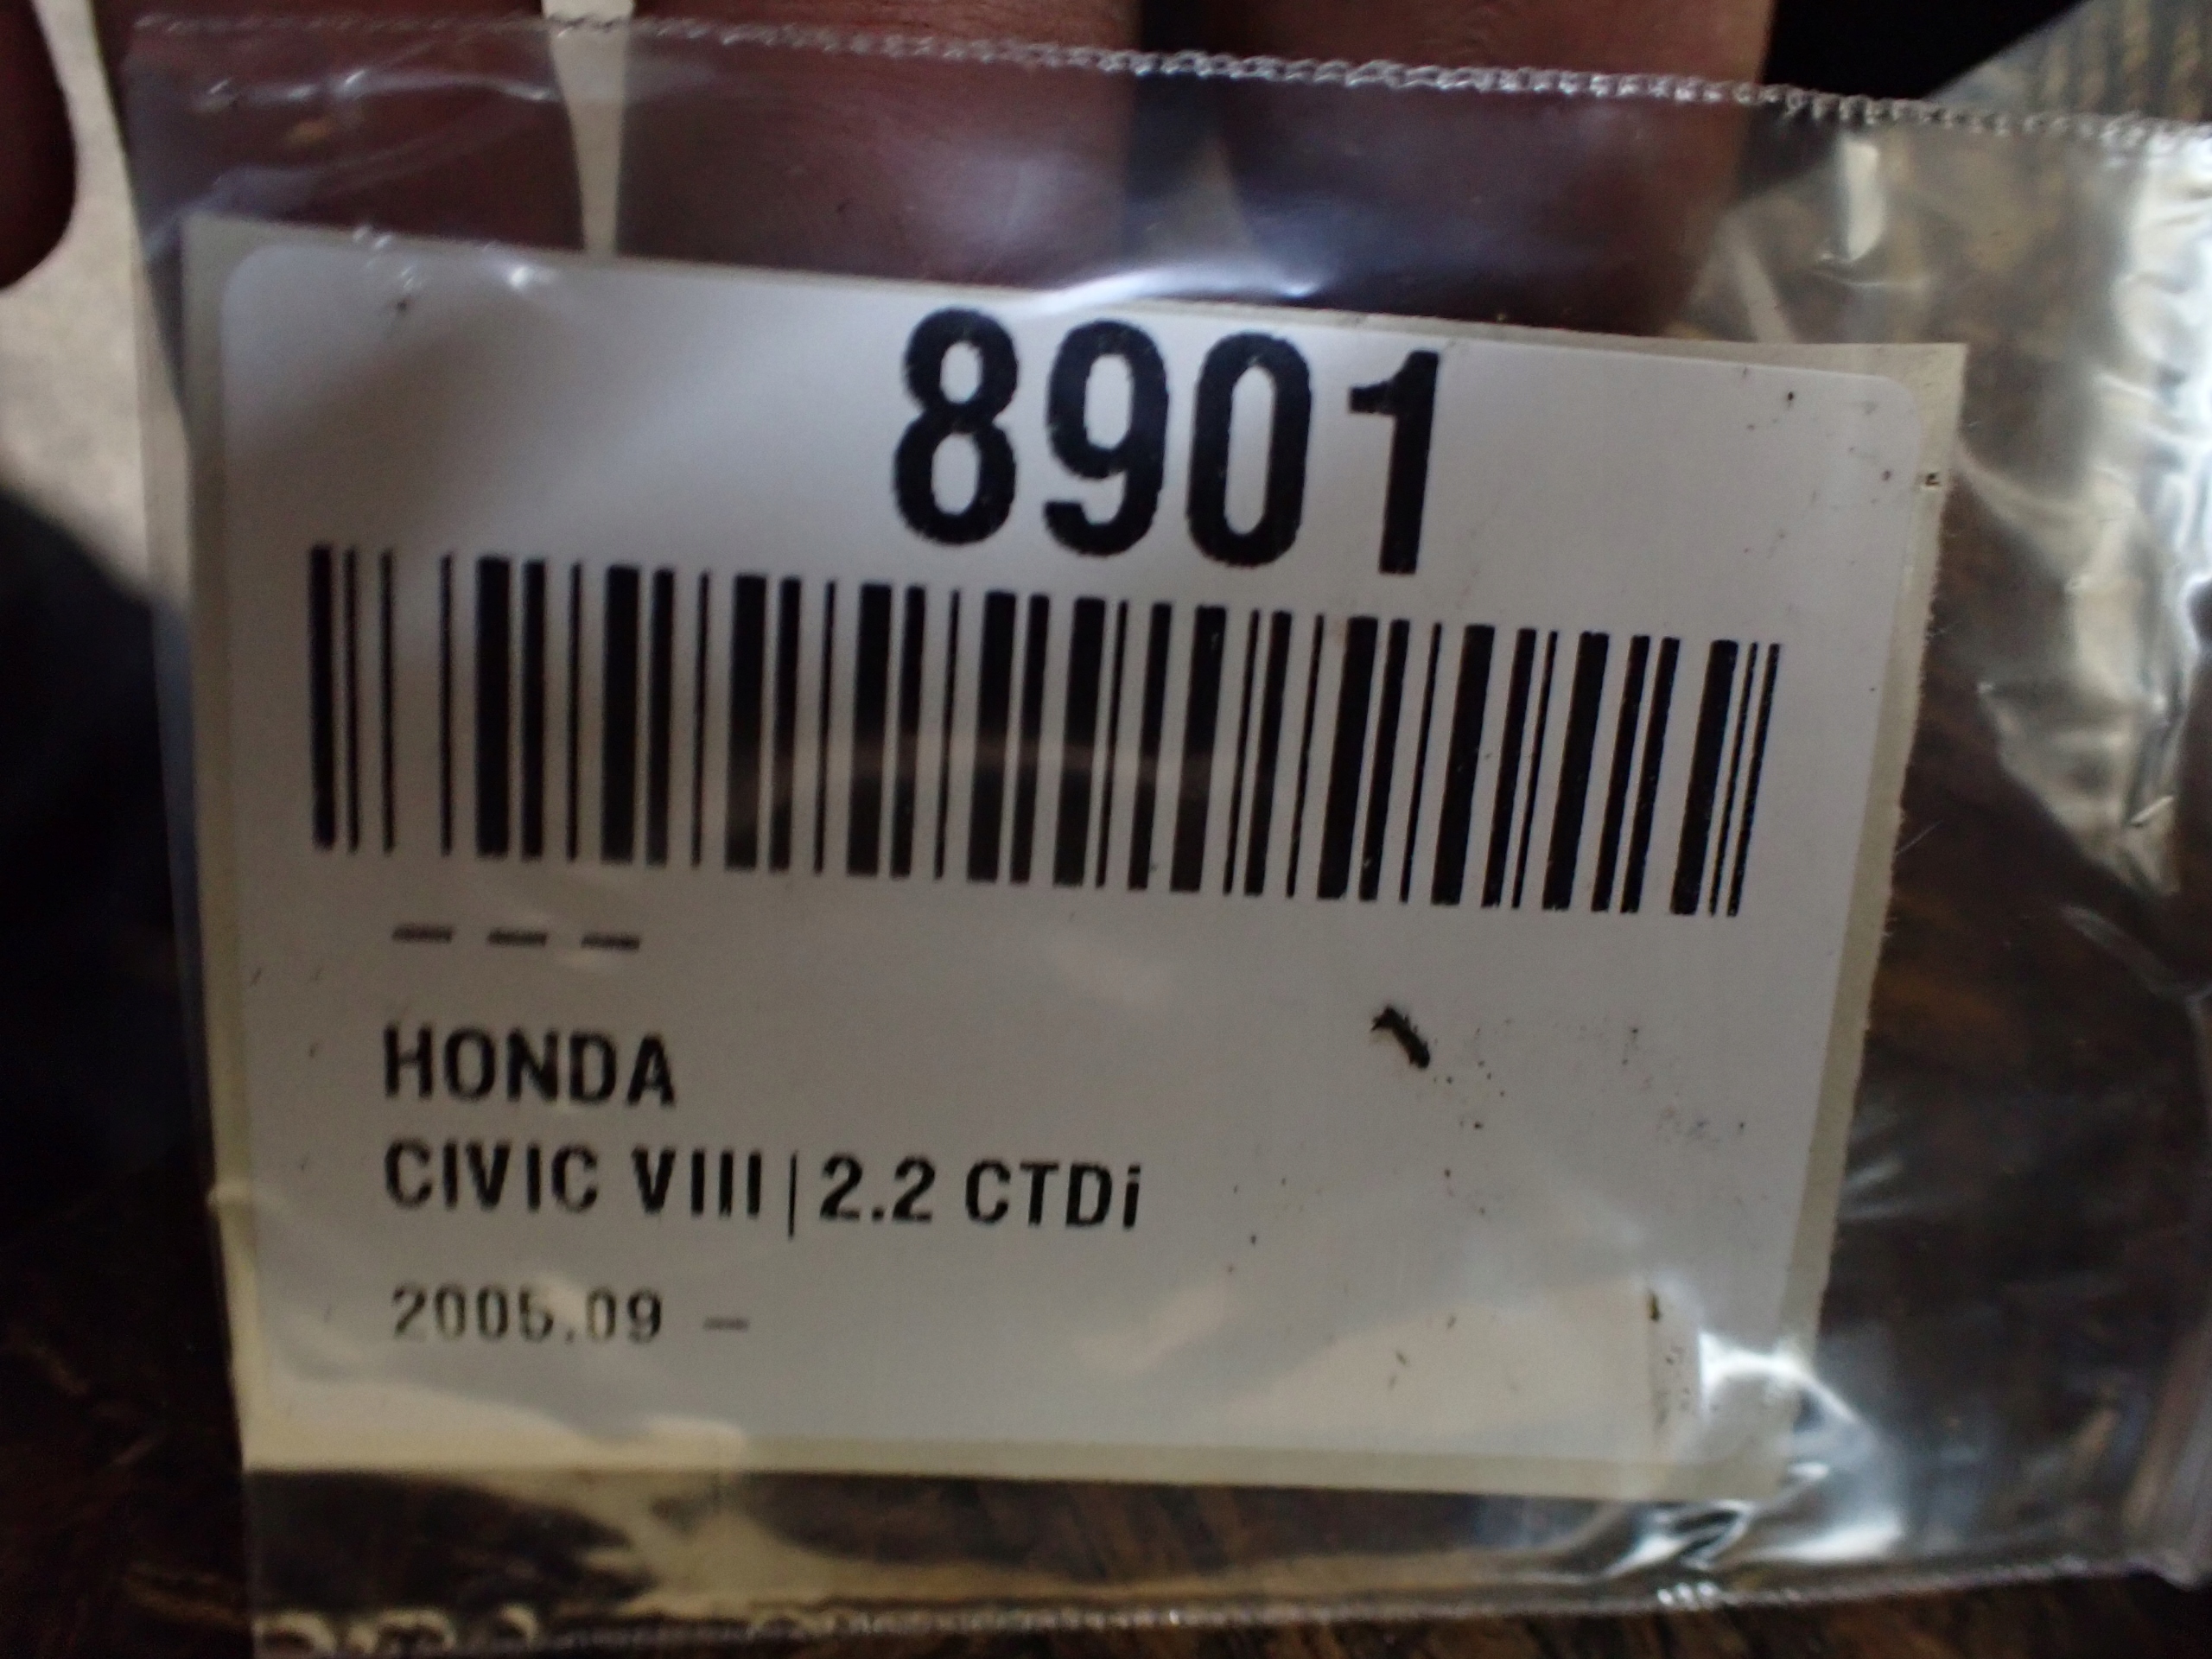 8901
– – –
HONDA
CIVIC VIII | 2.2 CTDi
2005.09 –